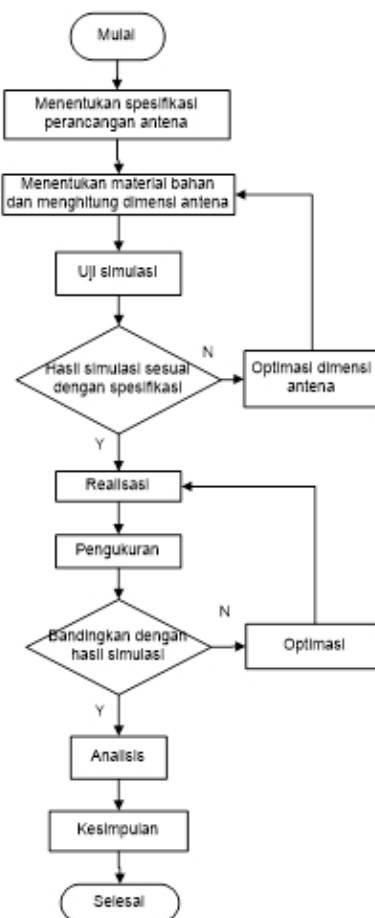 Mulai
Menentukan spesifikasi
perancangan antena
Menentukan material bahan
dan menghitung dimensi antena
Uji simulasi
Hasil simulasi sesuai
dengan spesifikasi
N
Optimasi dimensi
antena
Y
Realisasi
Pengukuran
Bandingkan dengan
hasil simulasi
N
Optimasi
Y
Analisis
Kesimpulan
Selesai